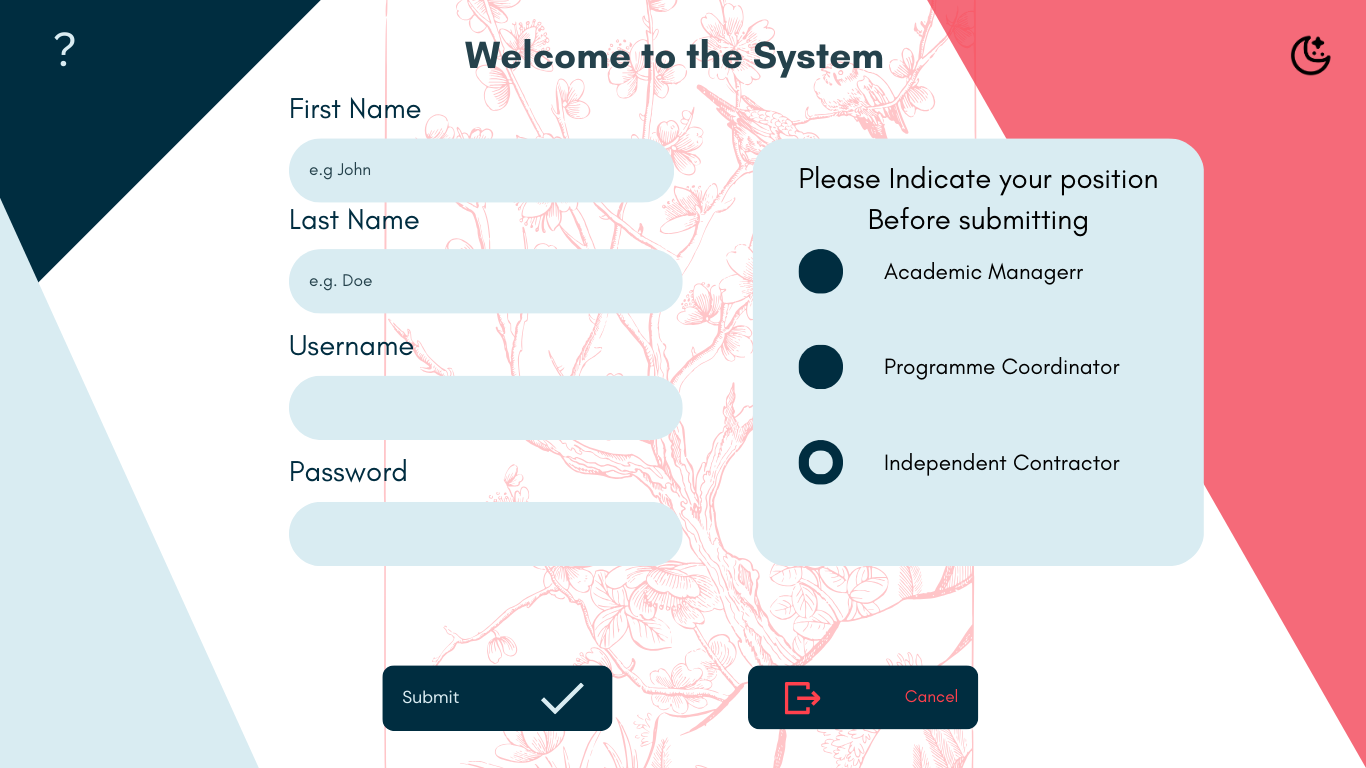 ?
Welcome to the System
First Name
e.g John
Last Name
e.g. Doe
Username
Password
Please Indicate your position
Before submitting
Academic Managerr
Programme Coordinator
Independent Contractor
Submit
Cancel